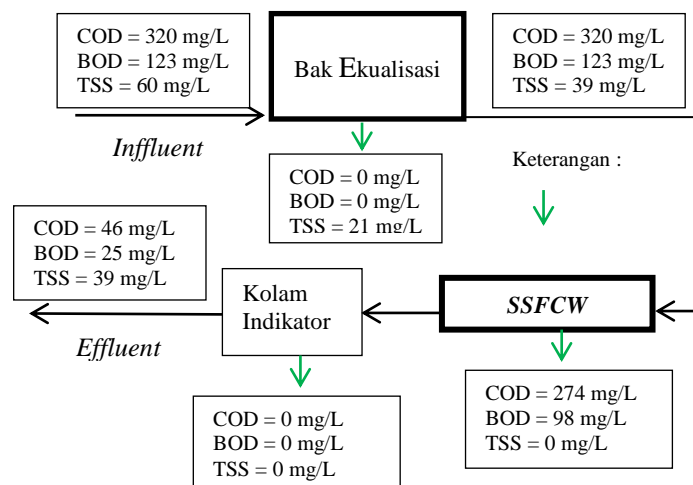 COD = 320 mg/L
BOD = 123 mg/L
TSS = 60 mg/L
Bak Ekualisasi
COD = 320 mg/L
BOD = 123 mg/L
TSS = 39 mg/L
Inffluent
COD = 0 mg/L
BOD = 0 mg/L
TSS = 21 mg/L
Keterangan :
COD = 46 mg/L
BOD = 25 mg/L
TSS = 39 mg/L
Effluent
Kolam
Indikator
SSFCW
COD = 0 mg/L
BOD = 0 mg/L
TSS = 0 mg/L
COD = 274 mg/L
BOD = 98 mg/L
TSS = 0 mg/L